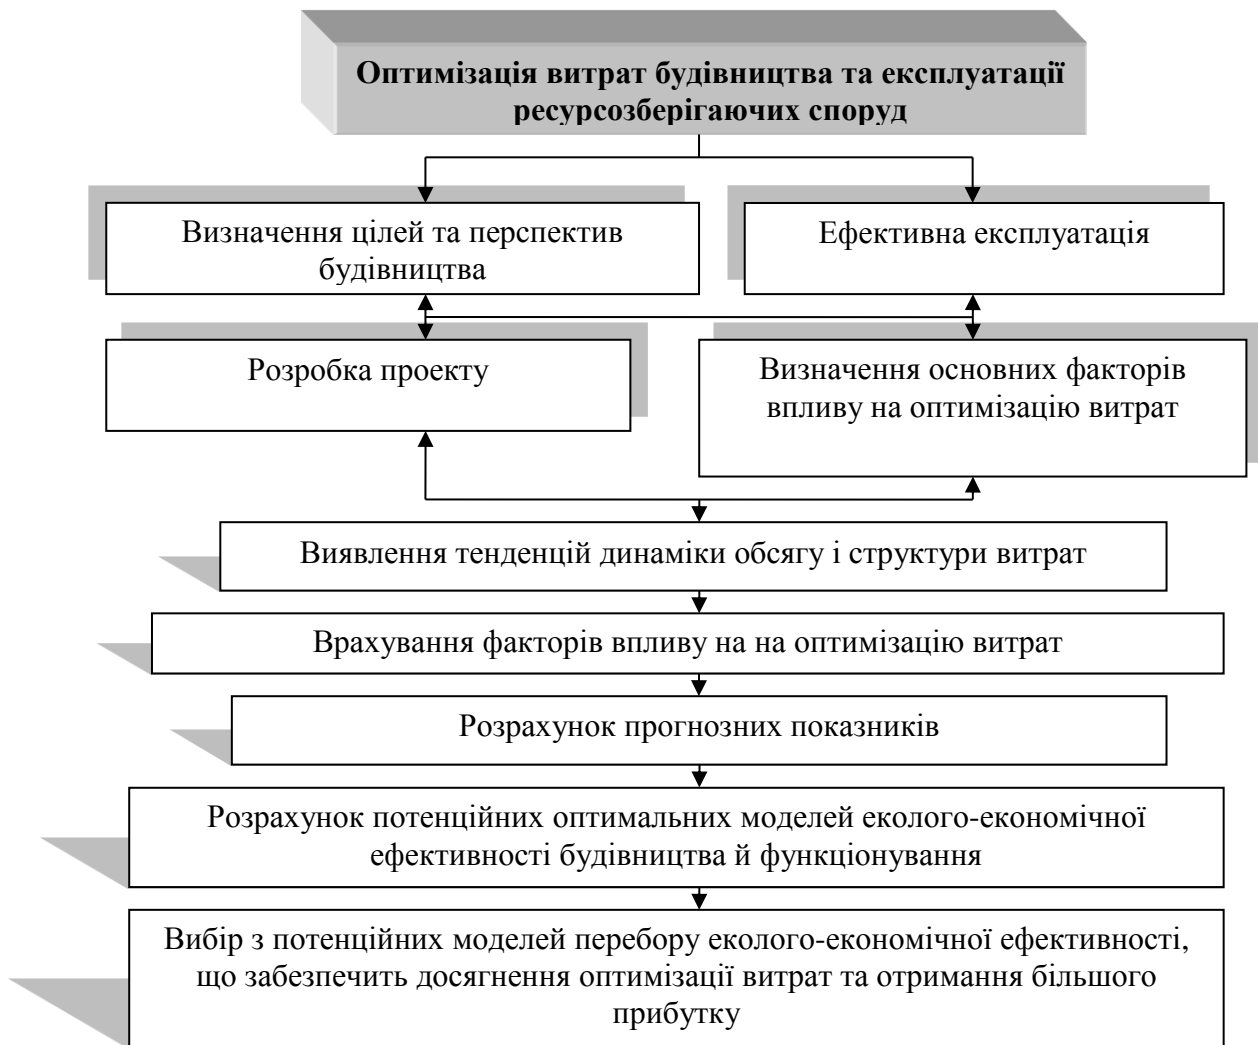 Оптимізація витрат будівництва та експлуатації
ресурсозберігаючих споруд
Визначення цілей та перспектив
будівництва
Ефективна експлуатація
Розробка проекту
Визначення основних факторів
впливу на оптимізацію витрат
Виявлення тенденцій динаміки обсягу і структури витрат
Врахування факторів впливу на на оптимізацію витрат
Розрахунок прогнозних показників
Розрахунок потенційних оптимальних моделей еколого-економічної
ефективності будівництва й функціонування
Вибір з потенційних моделей перебору еколого-економічної ефективності,
що забезпечить досягнення оптимізації витрат та отримання більшого
прибутку